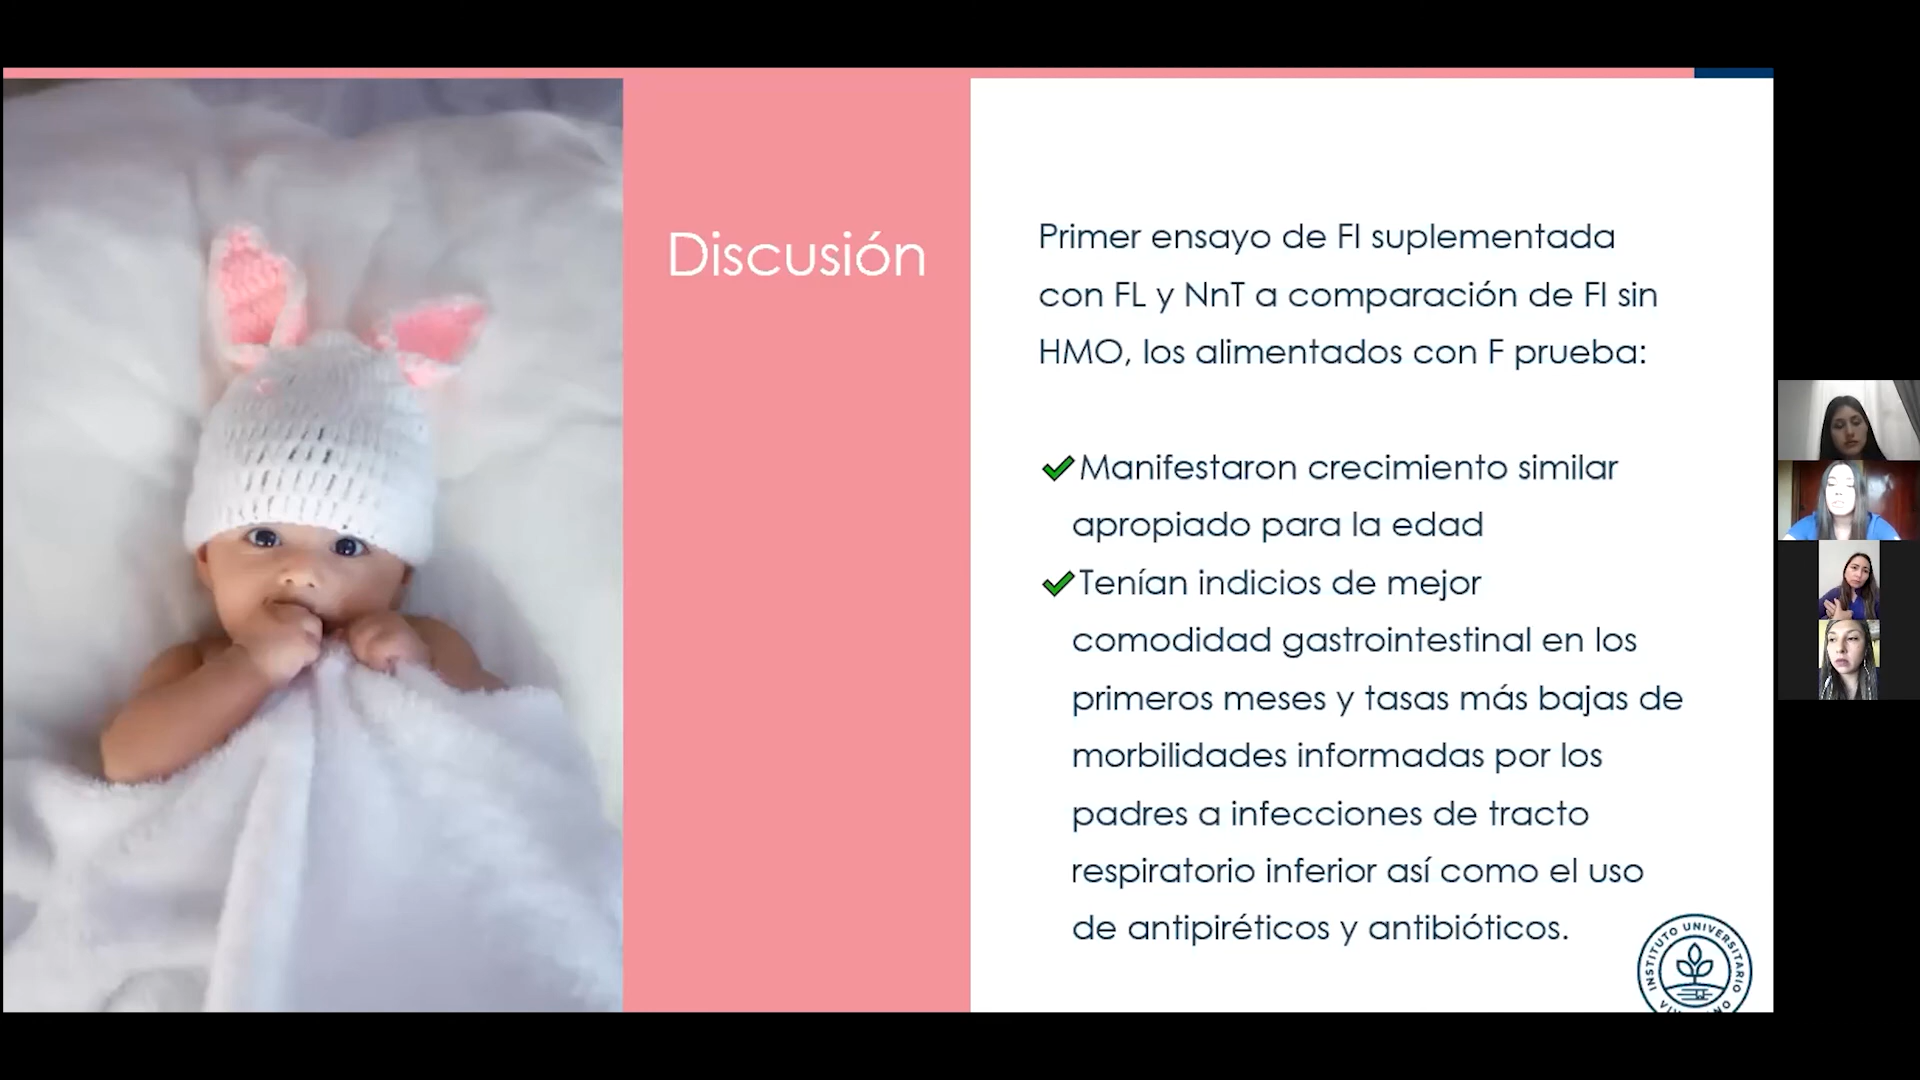 Discusión
Primer ensayo de FI suplementada
con FL y NnT a comparación de FI sin
HMO, los alimentados con F prueba:
Manifestaron crecimiento similar
apropiado para la edad
Tenían indicios de mejor
comodidad gastrointestinal en los
primeros meses y tasas más bajas de
morbilidades informadas por los
padres a infecciones de tracto
respiratorio inferior así como el uso
de antipiréticos y antibióticos.
INSTITUTO UNIVERSITARIO